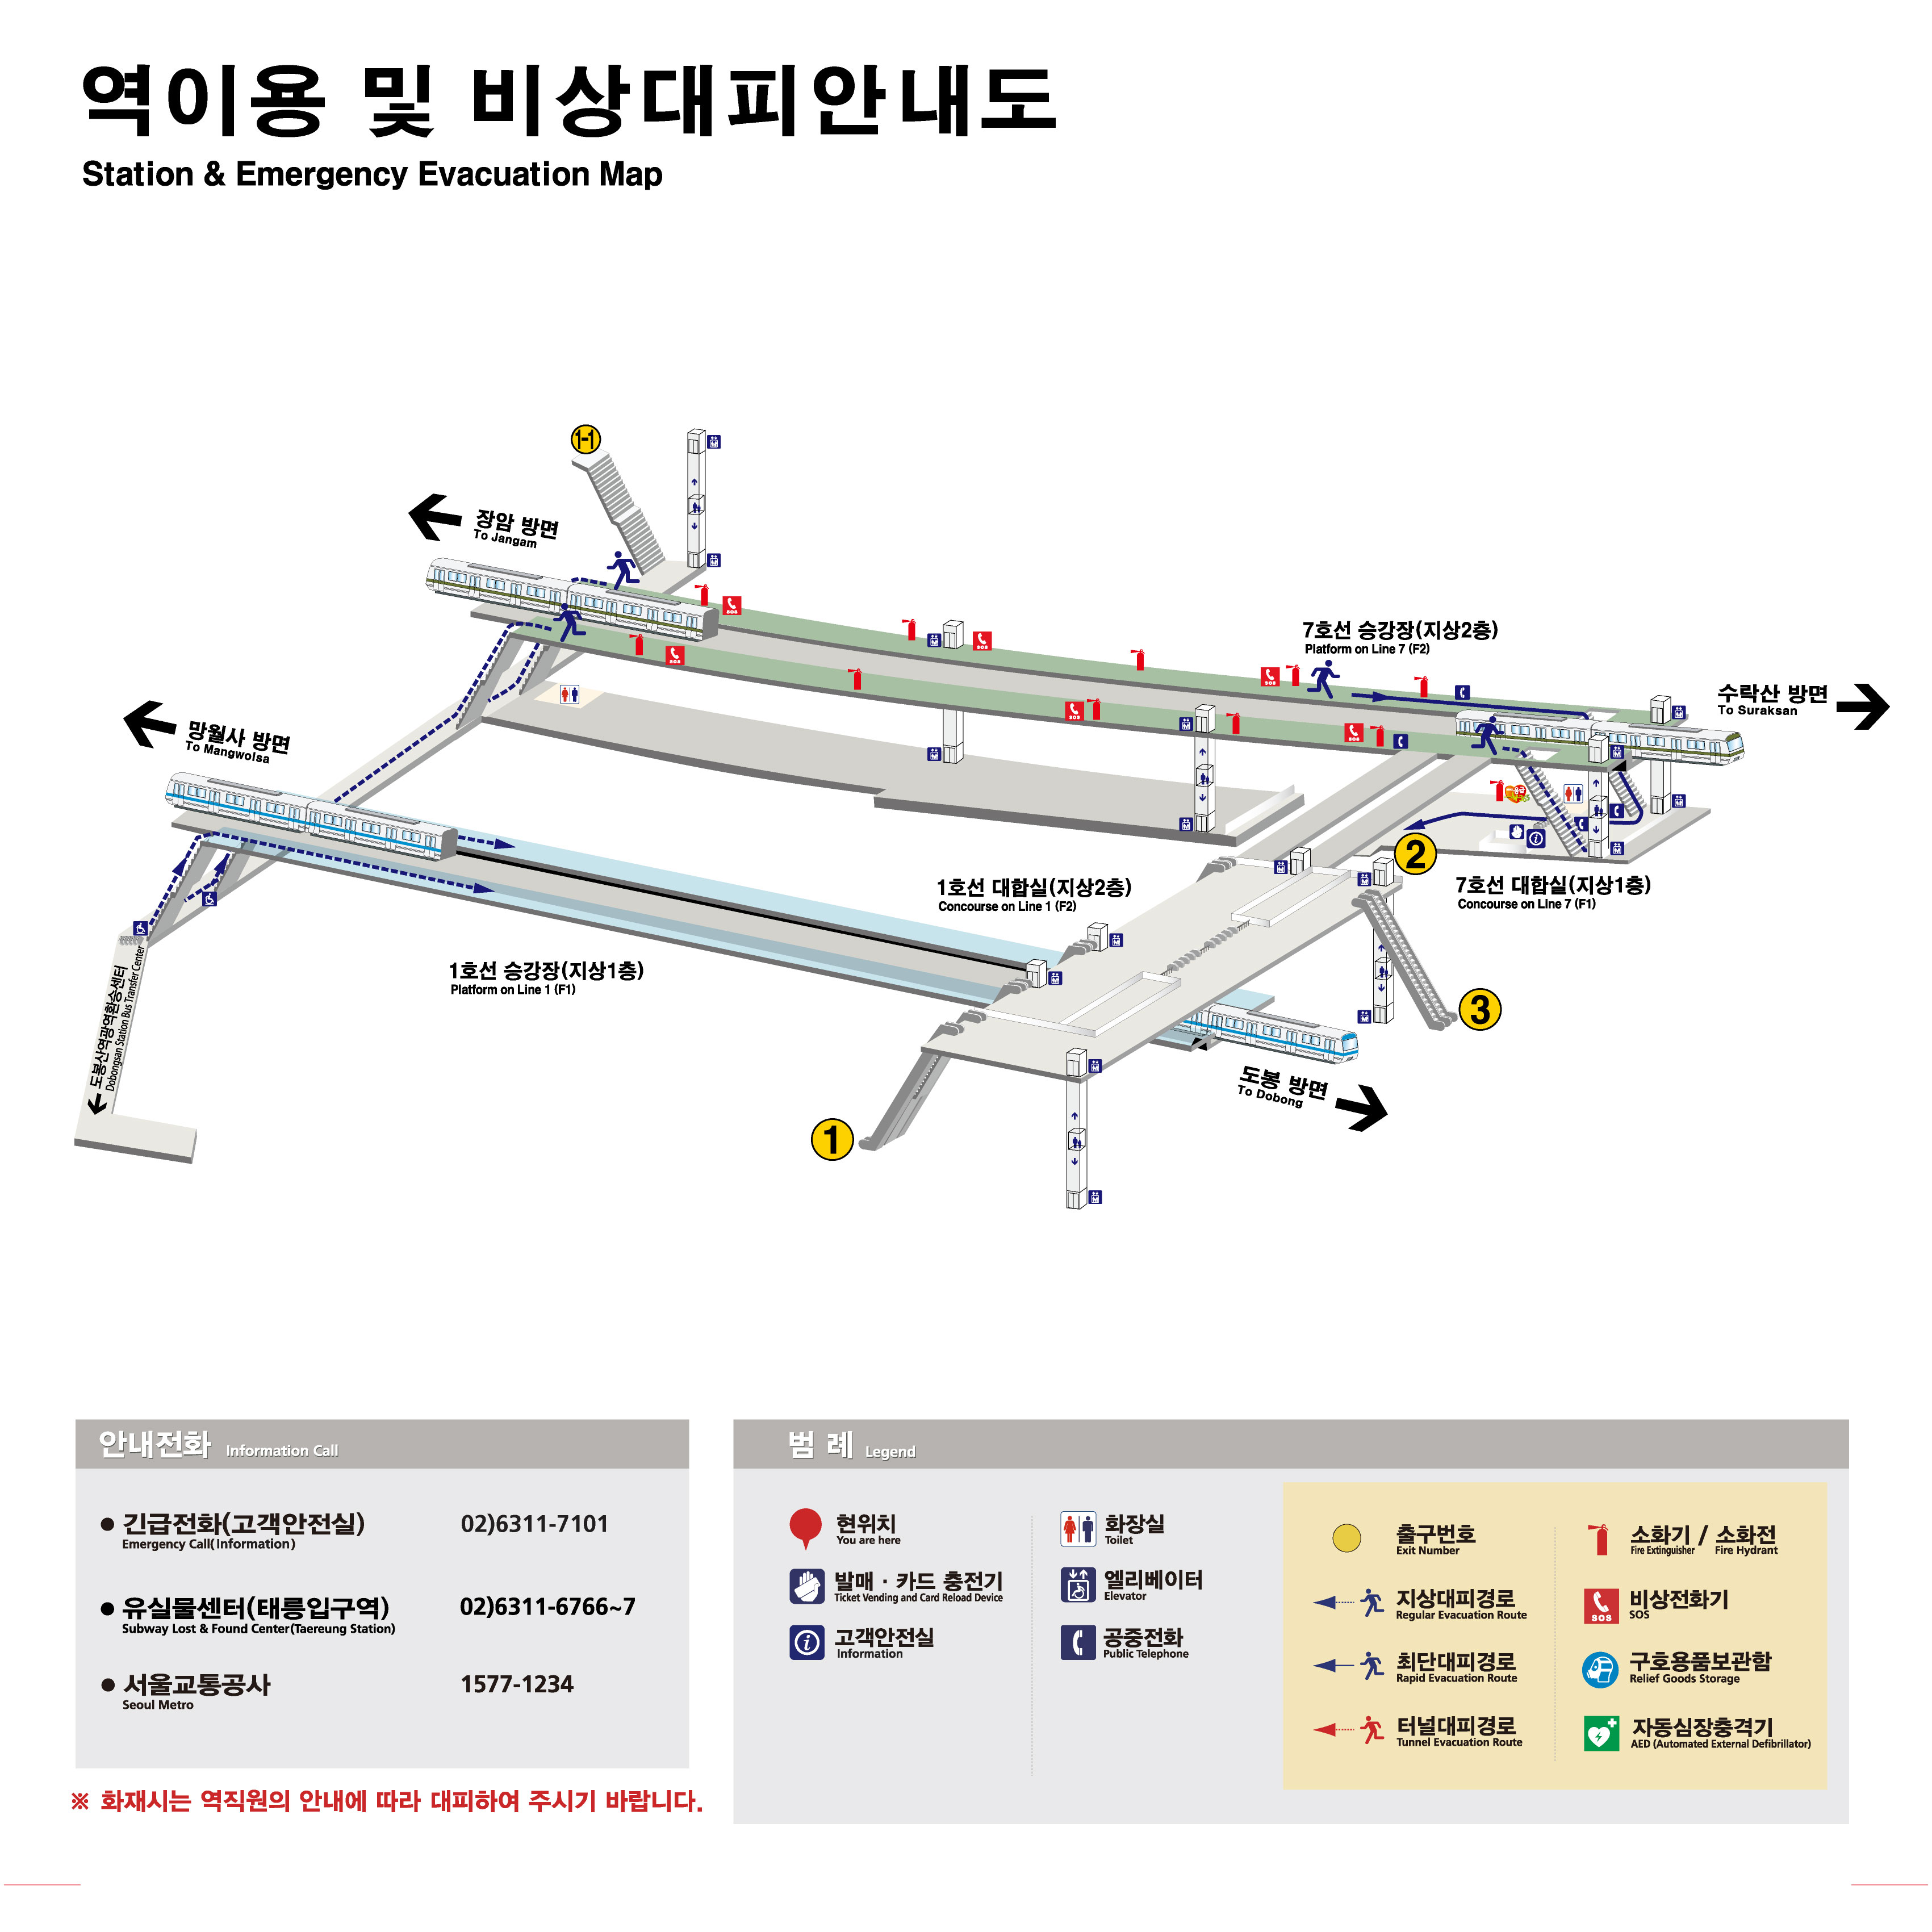 역이용 및 비상대피안내도
Station & Emergency Evacuation Map
1-1
장암 방면
To Jangam
7호선 승강장(지상2층)
Platform on Line 7 (F2)
수락산 방면
To Suraksan
망월사 방면
To Mangwolsa
SOS
SOS
SOS
SOS
SOS
SOS
2
7호선 대합실(지상1층)
Concourse on Line 7 (F1)
1호선 대합실(지상2층)
Concourse on Line 1 (F2)
1호선 승강장(지상1층)
Platform on Line 1 (F1)
도봉산역광역환승센터
Dobongsan Station Bus Transfer Center
3
도봉 방면
To Dobong
1
안내전화 Information Call
● 긴급전화(고객안전실) 02)6311-7101
Emergency Call(Information)
● 유실물센터(태릉입구역) 02)6311-6766~7
Subway Lost & Found Center(Taereung Station)
● 서울교통공사 1577-1234
Seoul Metro
※ 화재시는 역직원의 안내에 따라 대피하여 주시기 바랍니다.
범 례 Legend
현위치
You are here
발매 · 카드 충전기
Ticket Vending and Card Reload Device
고객안전실
Information
화장실
Toilet
엘리베이터
Elevator
공중전화
Public Telephone
출구번호
Exit Number
지상대피경로
Regular Evacuation Route
최단대피경로
Rapid Evacuation Route
터널대피경로
Tunnel Evacuation Route
소화기 / 소화전
Fire Extinguisher / Fire Hydrant
SOS
비상전화기
SOS
구호용품보관함
Relief Goods Storage
자동심장충격기
AED (Automated External Defibrillator)